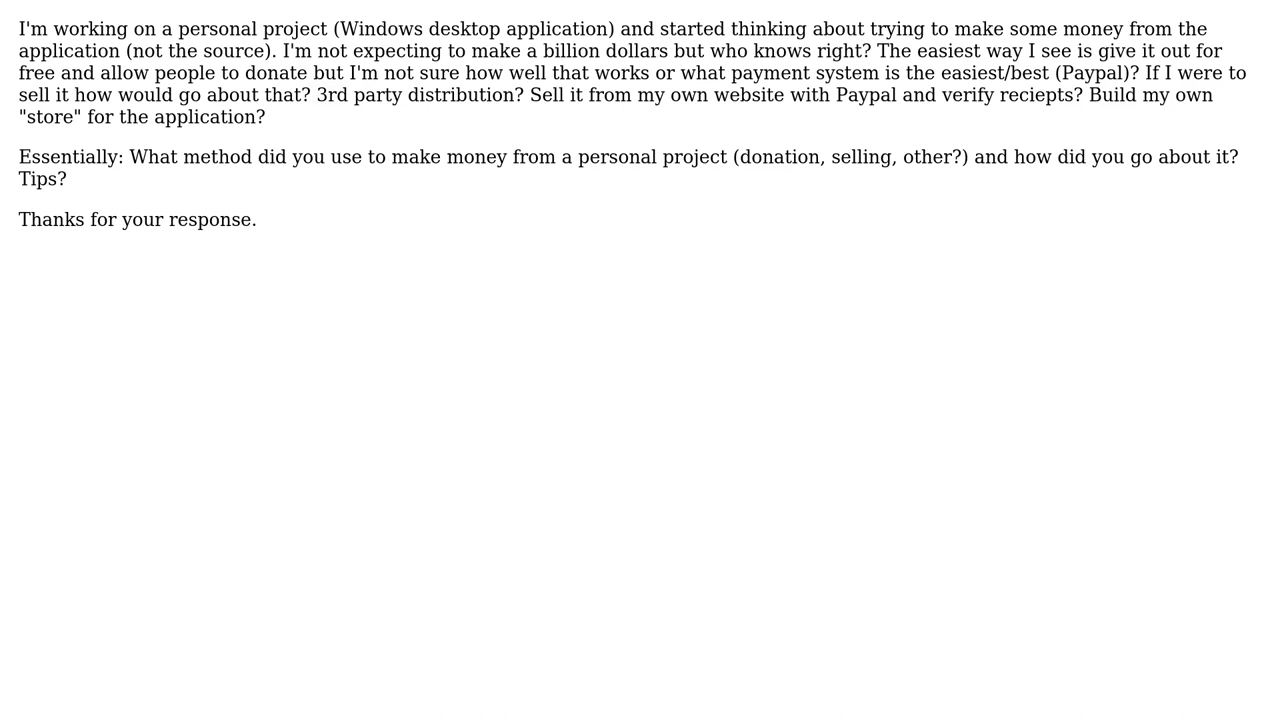 I'm working on a personal project (Windows desktop application) and started thinking about trying to make some money from the
application (not the source). I'm not expecting to make a billion dollars but who knows right? The easiest way I see is give it out for
free and allow people to donate but I'm not sure how well that works or what payment system is the easiest/best (Paypal)? If I were to
sell it how would go about that? 3rd party distribution? Sell it from my own website with Paypal and verify reciepts? Build my own
"store" for the application?
Essentially: What method did you use to make money from a personal project (donation, selling, other?) and how did you go about it?
Tips?
Thanks for your response.